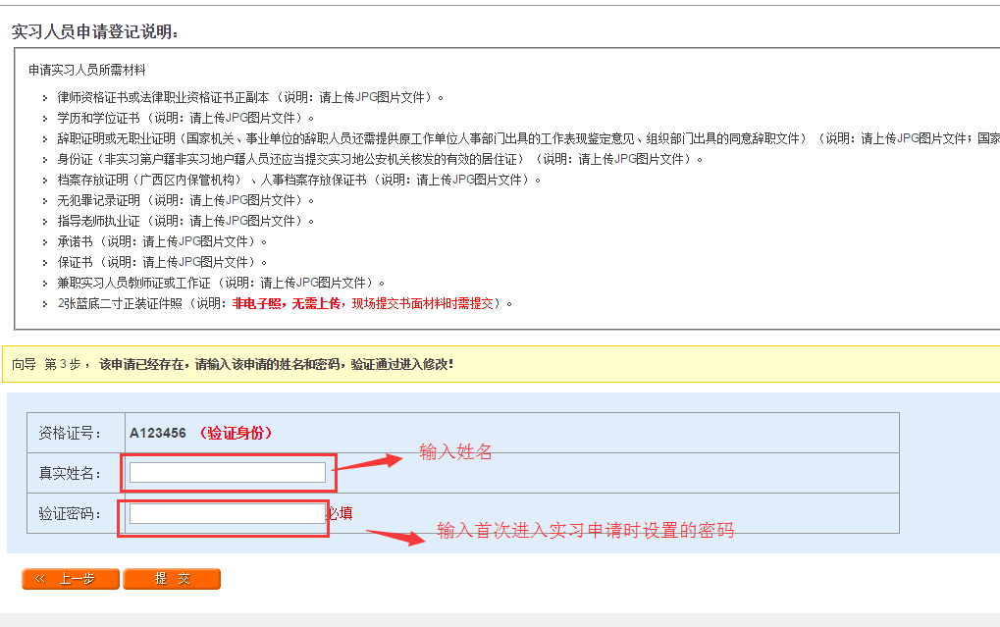 实习人员申请登记说明：
申请实习人员所需材料
律师资格证书或法律职业资格证书正副本（说明：请上传JPG图片文件）。
学历和学位证书（说明：请上传JPG图片文件）。
辞职证明或无职业证明（国家机关、事业单位的辞职人员还需提供原工作单位人事部门出具的工作表现鉴定意见、组织部门出具的同意辞职文件）（说明：请上传JPG图片文件；国家
身份证（非实习第户籍非实习地户籍人员还应当提交实习地公安机关核发的有效的居住证）（说明：请上传JPG图片文件）。
档案存放证明（广西区内保管机构）、人事档案存放保证书（说明：请上传JPG图片文件）。
无犯罪记录证明（说明：请上传JPG图片文件）。
指导老师执业证（说明：请上传JPG图片文件）。
承诺书（说明：请上传JPG图片文件）。
保证书（说明：请上传JPG图片文件）。
兼职实习人员教师证或工作证（说明：请上传JPG图片文件）。
2张蓝底二寸正装证件照（说明：非电子照，无需上传，现场提交书面材料时需提交）。
向导 第3步，该申请已经存在，请输入该申请的姓名和密码，验证通过进入修改！
资格证号： A123456 （验证身份）
真实姓名： 输入姓名
验证密码： 必填 输入首次进入实习申请时设置的密码
<< 上一步 提 交